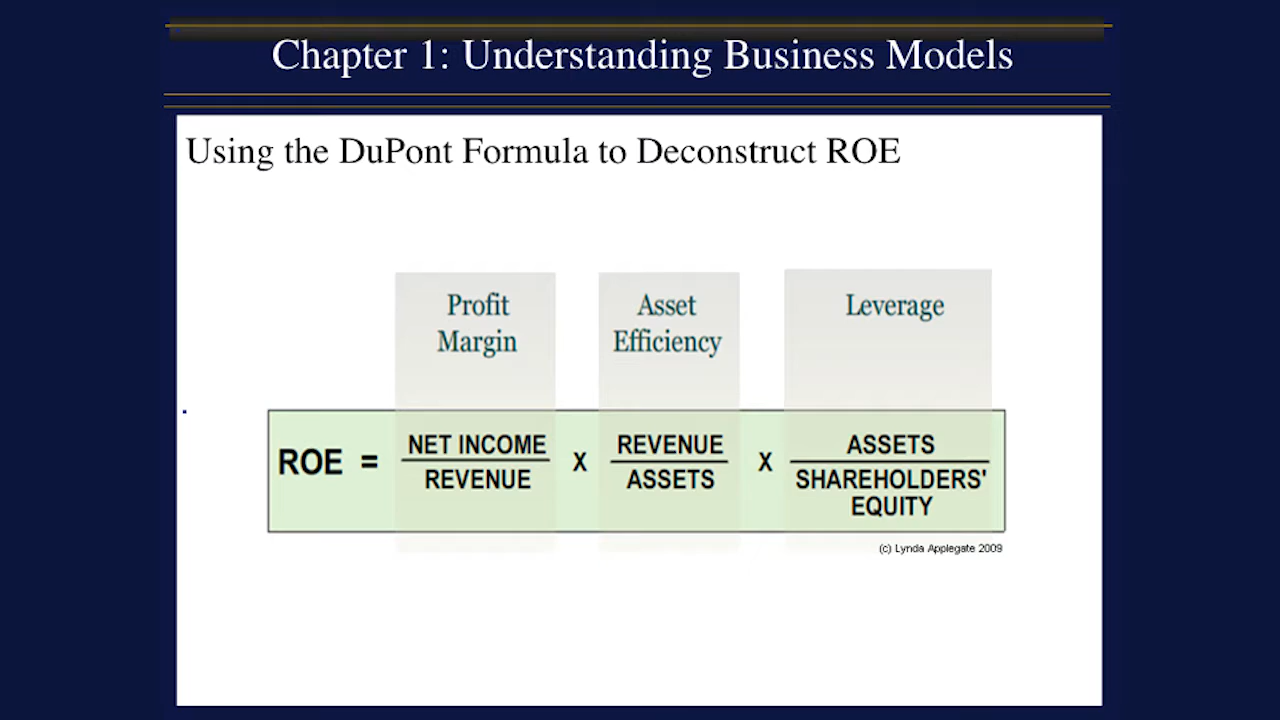 Chapter 1: Understanding Business Models
Using the DuPont Formula to Deconstruct ROE
Profit
Margin
Asset
Efficiency
Leverage
ROE = NET INCOME X REVENUE X ASSETS
REVENUE ASSETS SHAREHOLDERS'
EQUITY
(c) Lynda Applegate 2009